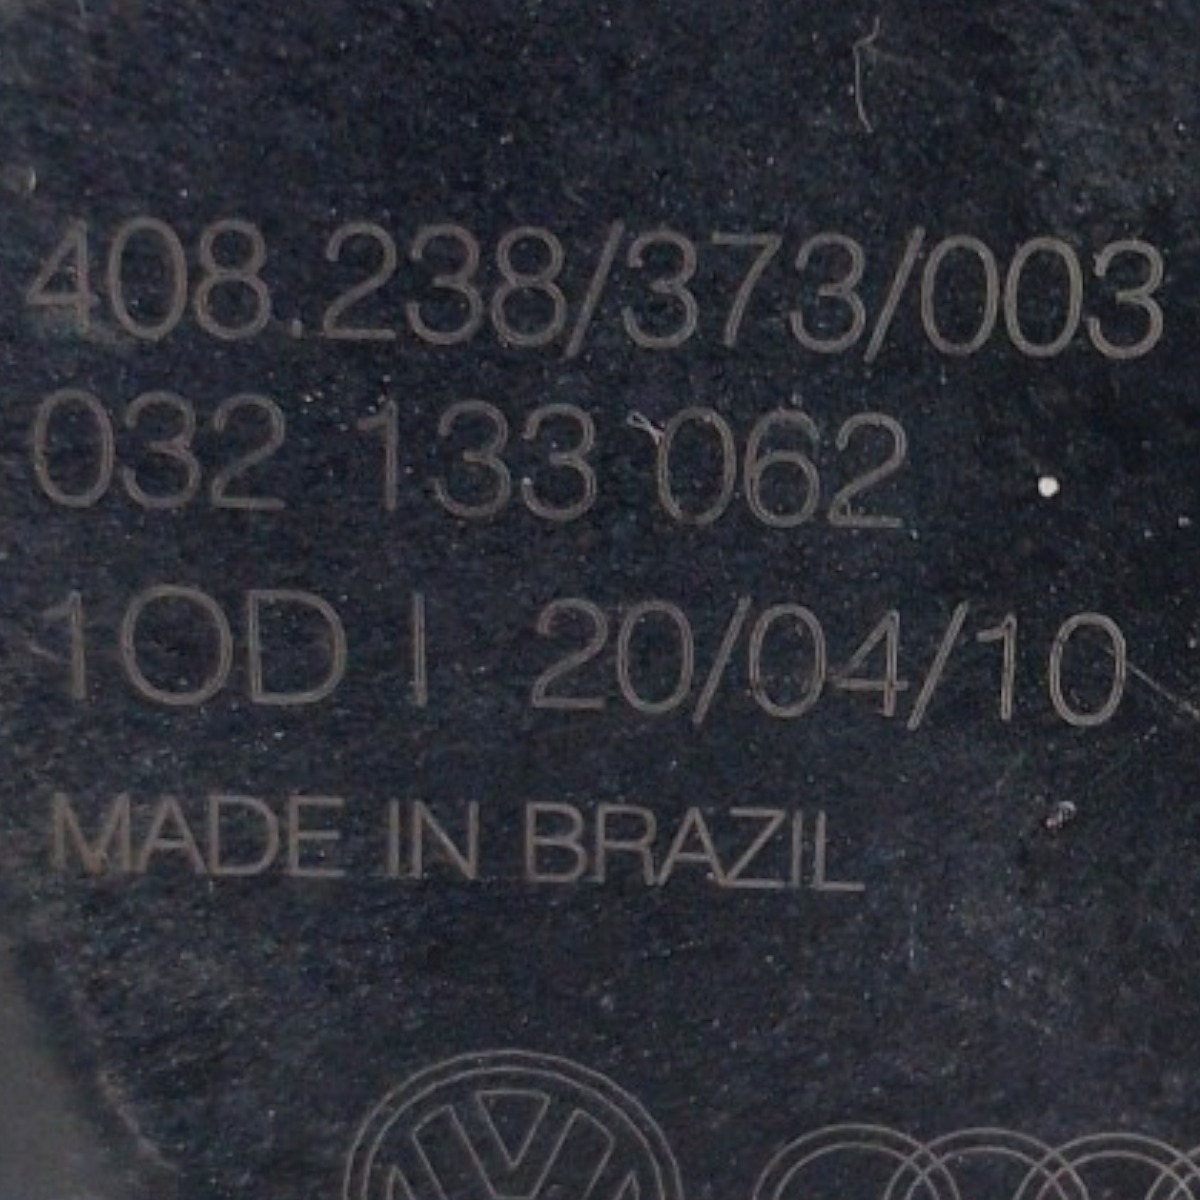 408.238/373/003
032 133 062
1OD I 20/04/10
MADE IN BRAZIL